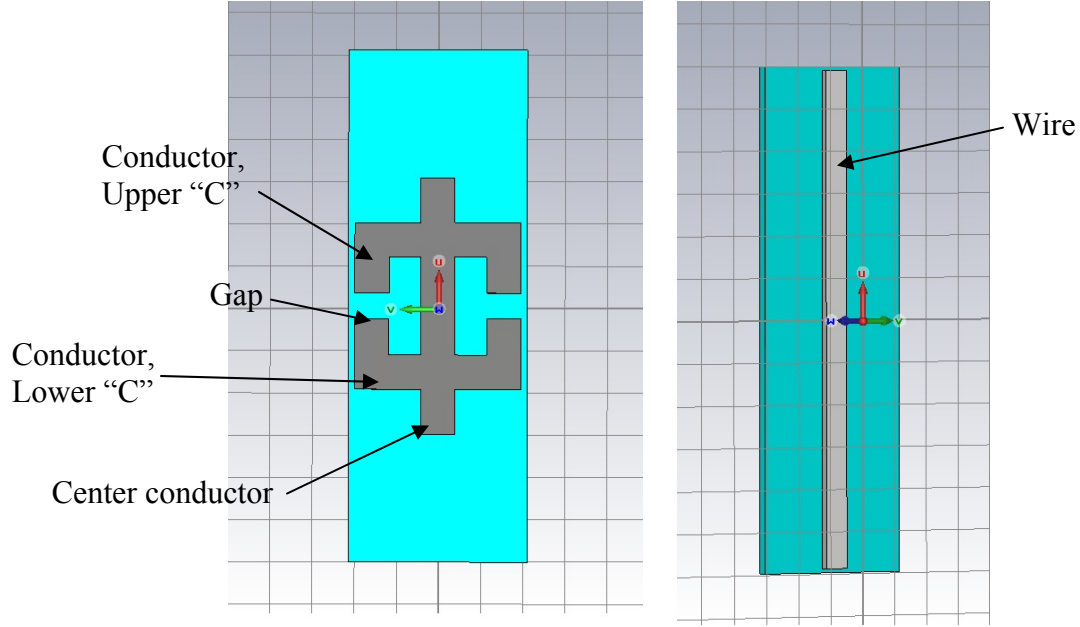 Conductor,
Upper “C”
Gap
Conductor,
Lower “C”
Center conductor
u
v
w
Wire
u
w
v